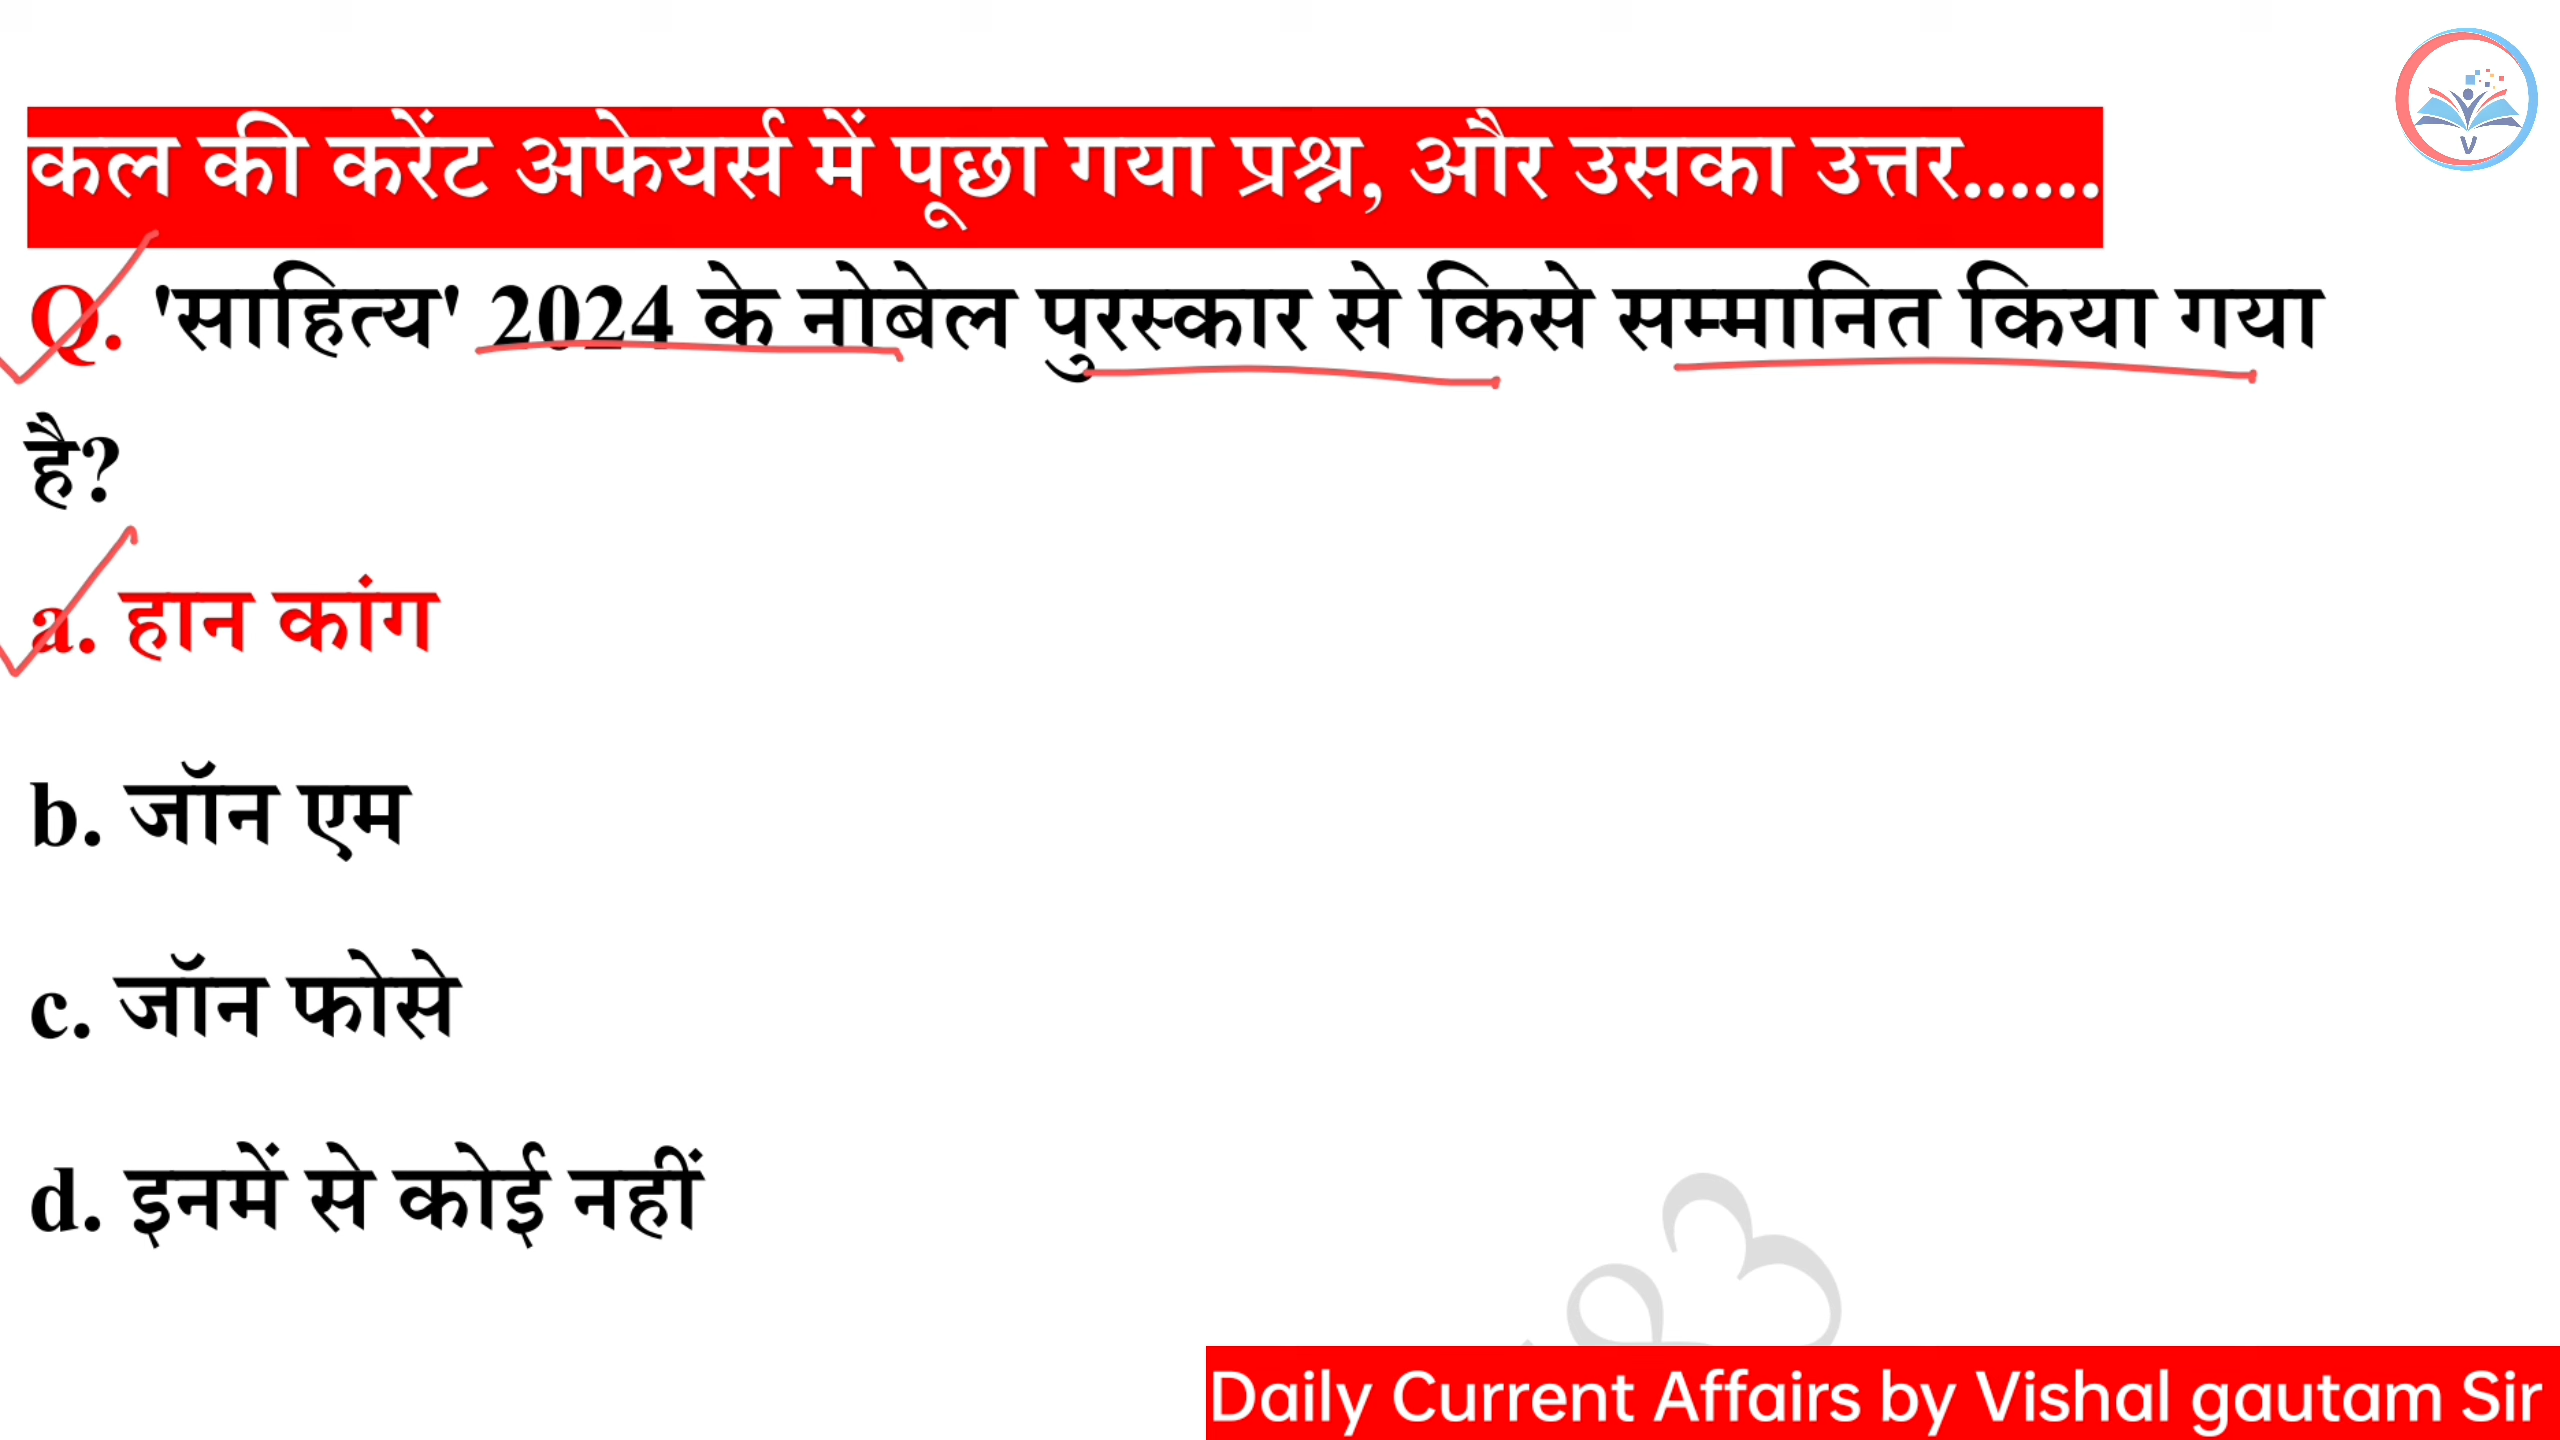 कल की करेंट अफेयर्स में पूछा गया प्रश्न, और उसका उत्तर......
Q. 'साहित्य' 2024 के नोबेल पुरस्कार से किसे सम्मानित किया गया
है?
a. हान कांग
b. जॉन एम
c. जॉन फोसे
d. इनमें से कोई नहीं
Daily Current Affairs by Vishal gautam Sir